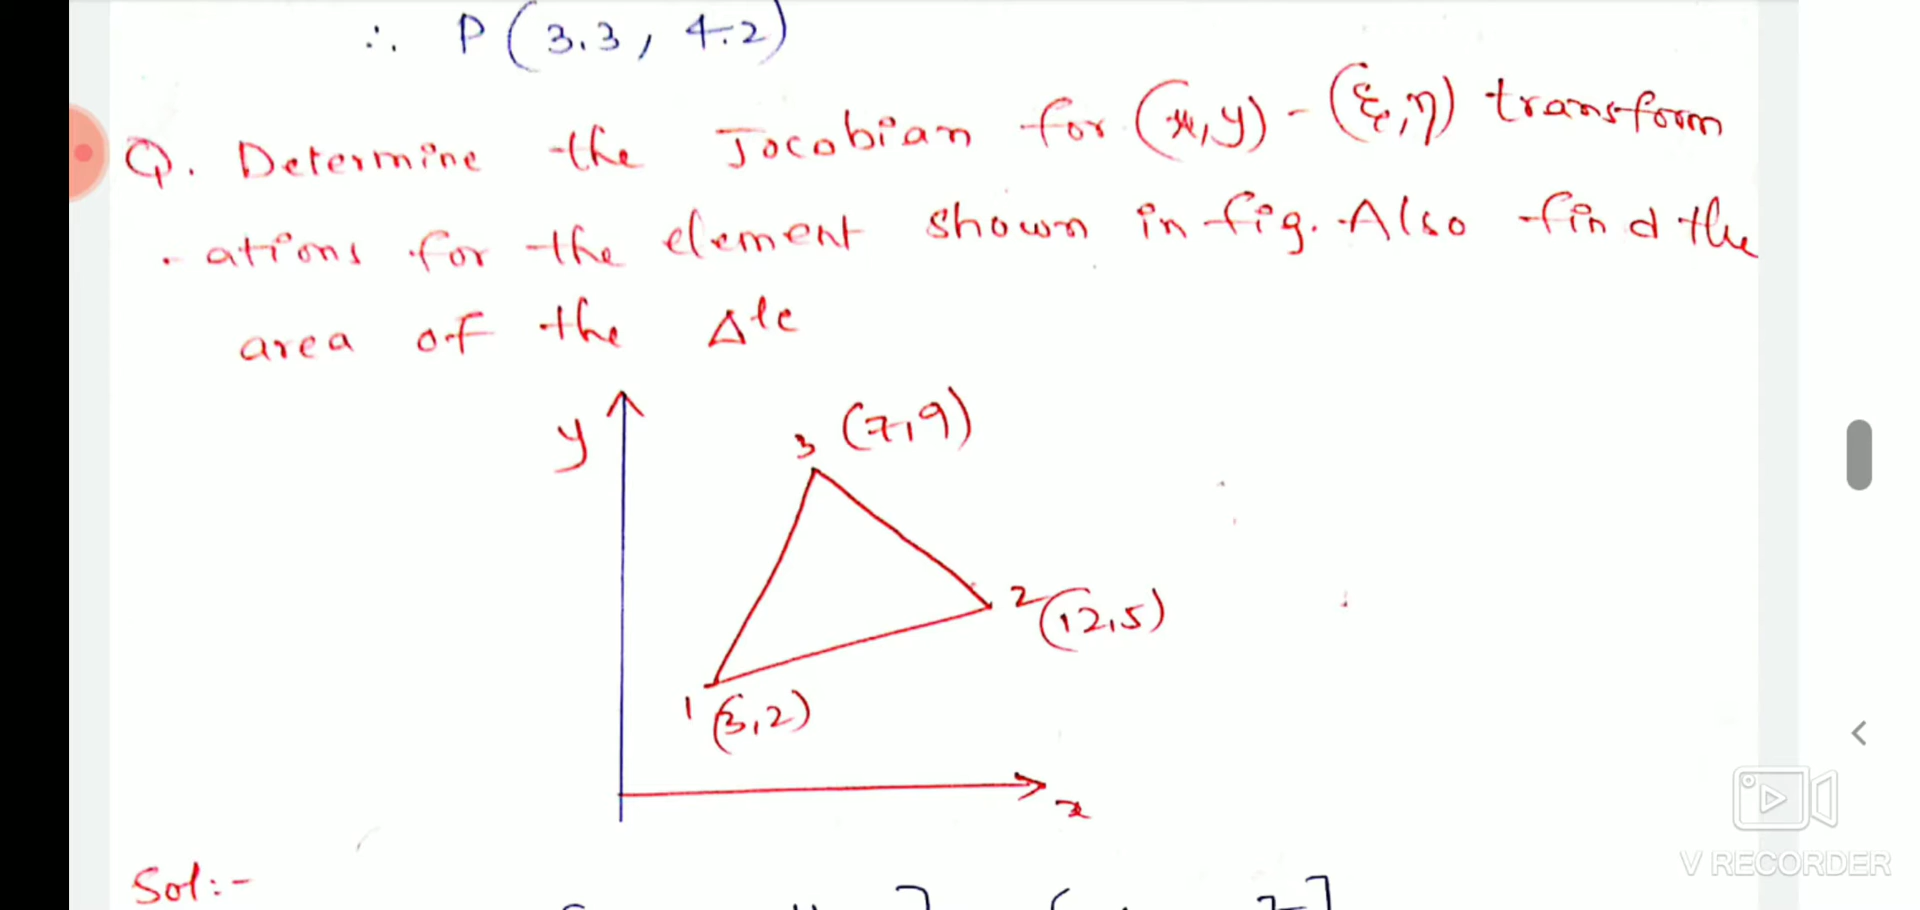 ∴ P(3.3, 4.2)
Q. Determine the Jocobian for (x,y) - (ξ,η) transform
- ations for the element shown in fig. Also find the
area of the Δle
y
3 (7,9)
2 (12,5)
1 (3,2)
x
Sol:-
V RECORDER